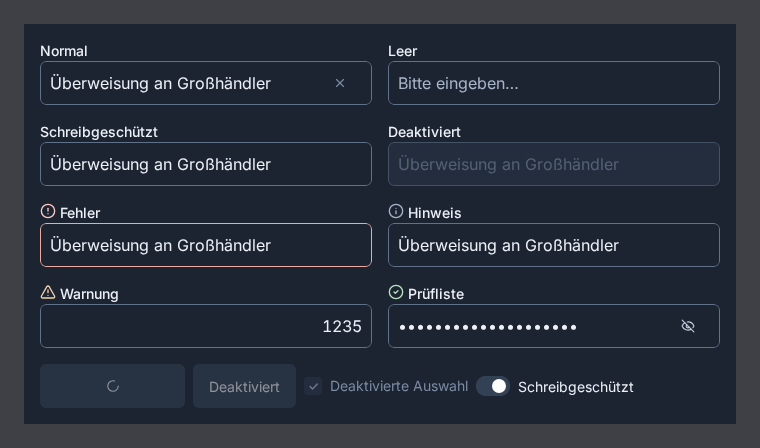 Normal
Überweisung an Großhändler
Leer
Bitte eingeben...
Schreibgeschützt
Überweisung an Großhändler
Deaktiviert
Überweisung an Großhändler
Fehler
Überweisung an Großhändler
Hinweis
Überweisung an Großhändler
Warnung
1235
Prüfliste
••••••••••••••••••••
Deaktiviert
Deaktivierte Auswahl
Schreibgeschützt